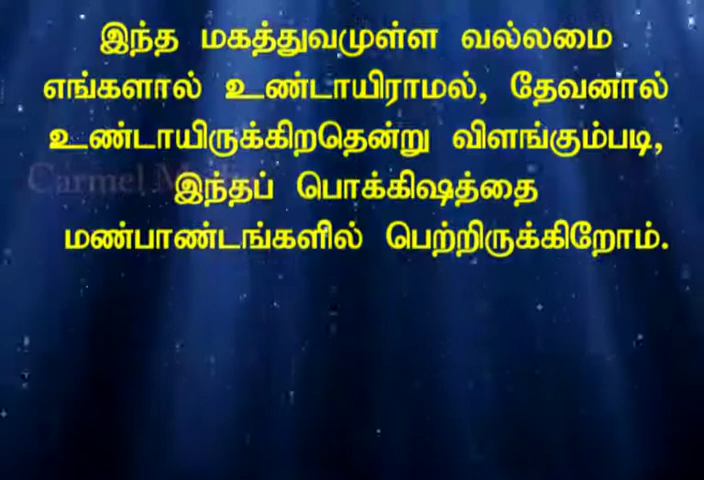 இந்த மகத்துவமுள்ள வல்லமை
எங்களால் உண்டாயிராமல், தேவனால்
உண்டாயிருக்கிறதென்று விளங்கும்படி,
இந்தப் பொக்கிஷத்தை
Carmel
மண்பாண்டங்களில் பெற்றிருக்கிறோம்.